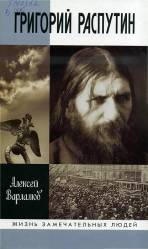 ГРИГОРИЙ РАСПУТИН
Алексей
Варламов
ЖИЗНЬ ЗАМЕЧАТЕЛЬНЫХ ЛЮДЕЙ